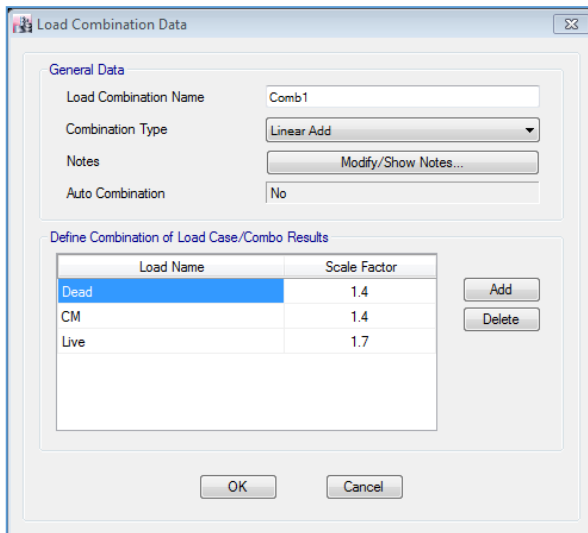 Load Combination Data
General Data
Load Combination Name Comb1
Combination Type Linear Add
Notes Modify/Show Notes...
Auto Combination No
Define Combination of Load Case/Combo Results
Load Name Scale Factor
Dead 1.4 Add
CM 1.4 Delete
Live 1.7
OK Cancel